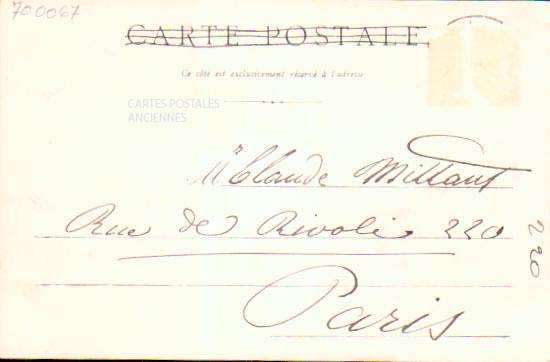 700067
CARTE POSTALE
Ce côté est exclusivement réservé à l'adresse
CARTES POSTALES
ANCIENNES
Claude Millant
Rue de Rivoli 220
220
Paris